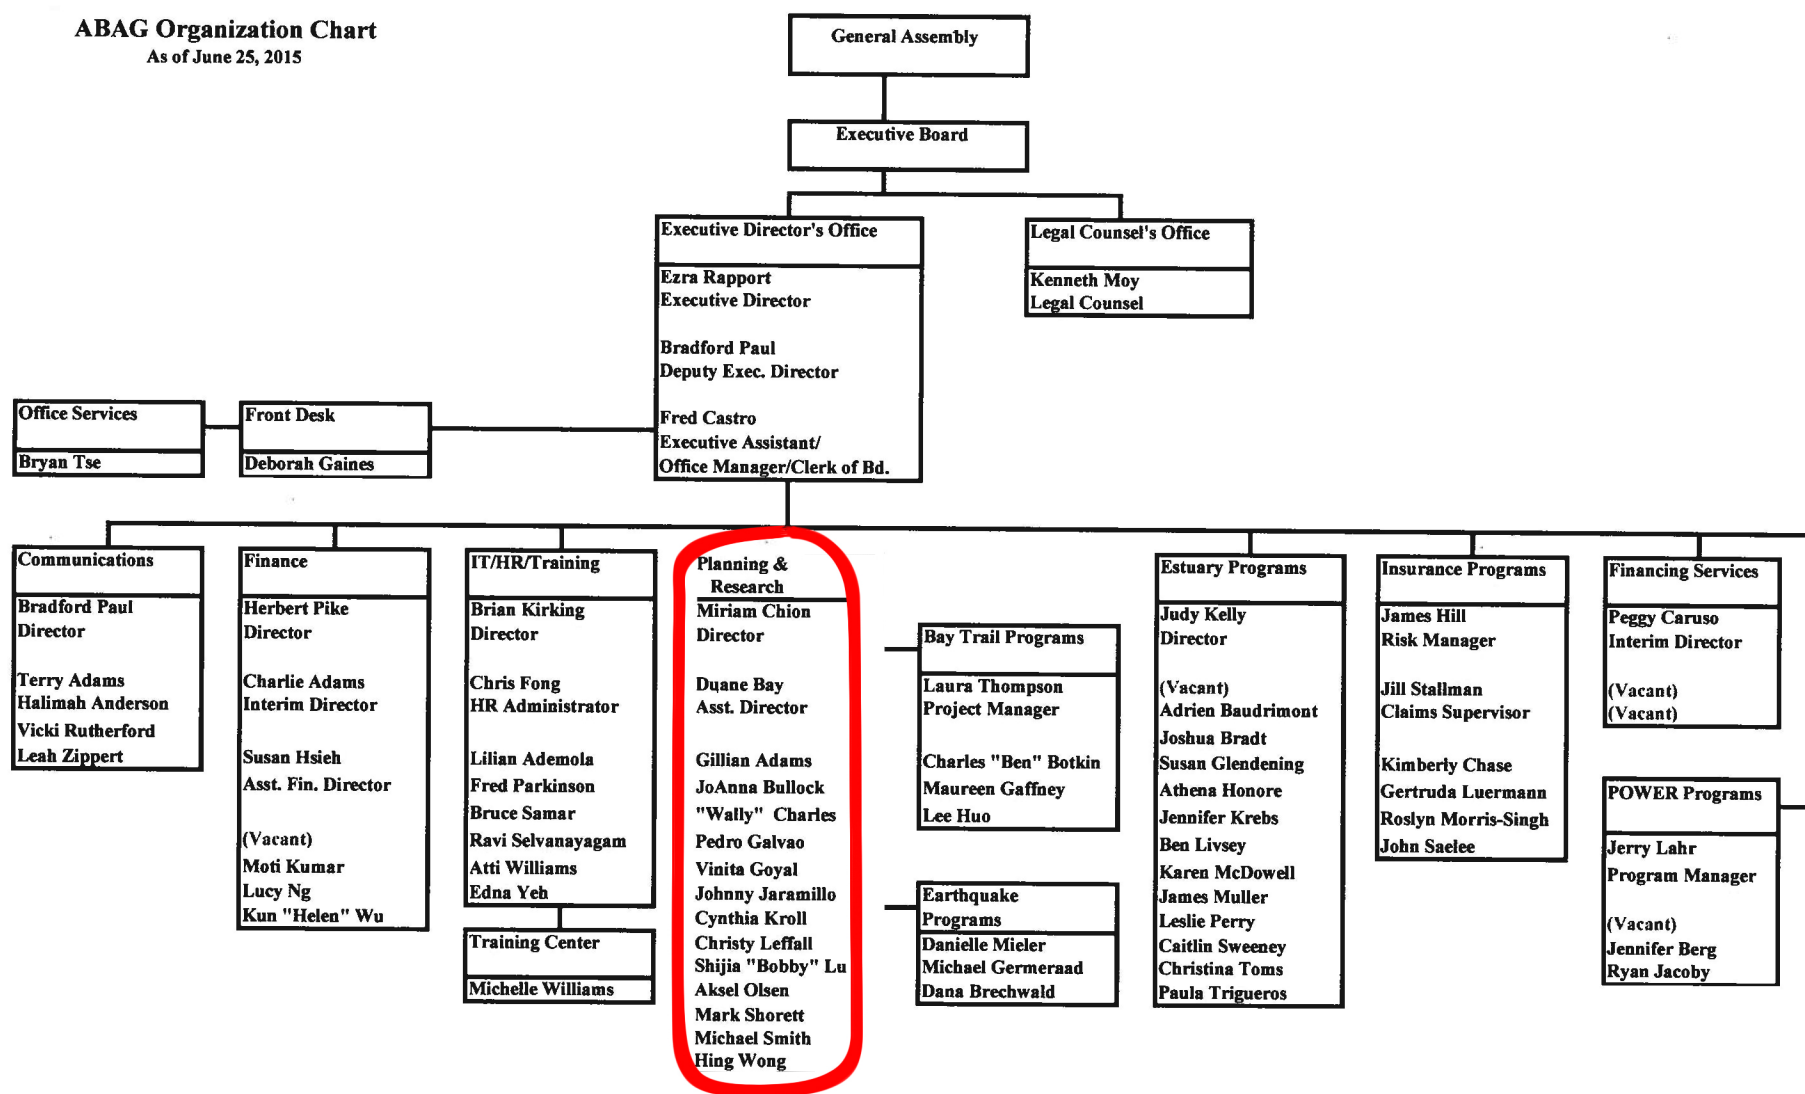 ABAG Organization Chart
As of June 25, 2015
General Assembly
Executive Board
Executive Director's Office
Ezra Rapport
Executive Director
Bradford Paul
Deputy Exec. Director
Fred Castro
Executive Assistant/
Office Manager/Clerk of Bd.
Legal Counsel's Office
Kenneth Moy
Legal Counsel
Office Services
Bryan Tse
Front Desk
Deborah Gaines
Communications
Bradford Paul
Director
Terry Adams
Halimah Anderson
Vicki Rutherford
Leah Zippert
Finance
Herbert Pike
Director
Charlie Adams
Interim Director
Susan Hsieh
Asst. Fin. Director
(Vacant)
Moti Kumar
Lucy Ng
Kun "Helen" Wu
IT/HR/Training
Brian Kirking
Director
Chris Fong
HR Administrator
Lilian Ademola
Fred Parkinson
Bruce Samar
Ravi Selvanayagam
Atti Williams
Edna Yeh
Training Center
Michelle Williams
Planning &
Research
Miriam Chion
Director
Duane Bay
Asst. Director
Gillian Adams
JoAnna Bullock
"Wally" Charles
Pedro Galvao
Vinita Goyal
Johnny Jaramillo
Cynthia Kroll
Christy Leffall
Shijia "Bobby" Lu
Aksel Olsen
Mark Shorett
Michael Smith
Hing Wong
Bay Trail Programs
Laura Thompson
Project Manager
Charles "Ben" Botkin
Maureen Gaffney
Lee Huo
Earthquake
Programs
Danielle Mieler
Michael Germeraad
Dana Brechwald
Estuary Programs
Judy Kelly
Director
(Vacant)
Adrien Baudrimont
Joshua Bradt
Susan Glendening
Athena Honore
Jennifer Krebs
Ben Livsey
Karen McDowell
James Muller
Leslie Perry
Caitlin Sweeney
Christina Toms
Paula Trigueros
Insurance Programs
James Hill
Risk Manager
Jill Stallman
Claims Supervisor
Kimberly Chase
Gertruda Luermann
Roslyn Morris-Singh
John Saelee
Financing Services
Peggy Caruso
Interim Director
(Vacant)
(Vacant)
POWER Programs
Jerry Lahr
Program Manager
(Vacant)
Jennifer Berg
Ryan Jacoby